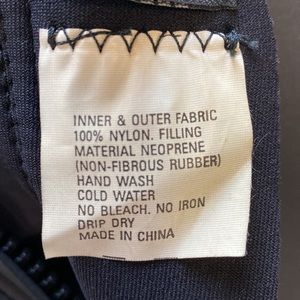 INNER & OUTER FABRIC
100% NYLON. FILLING
MATERIAL NEOPRENE
(NON-FIBROUS RUBBER)
HAND WASH
COLD WATER
NO BLEACH. NO IRON
DRIP DRY
MADE IN CHINA